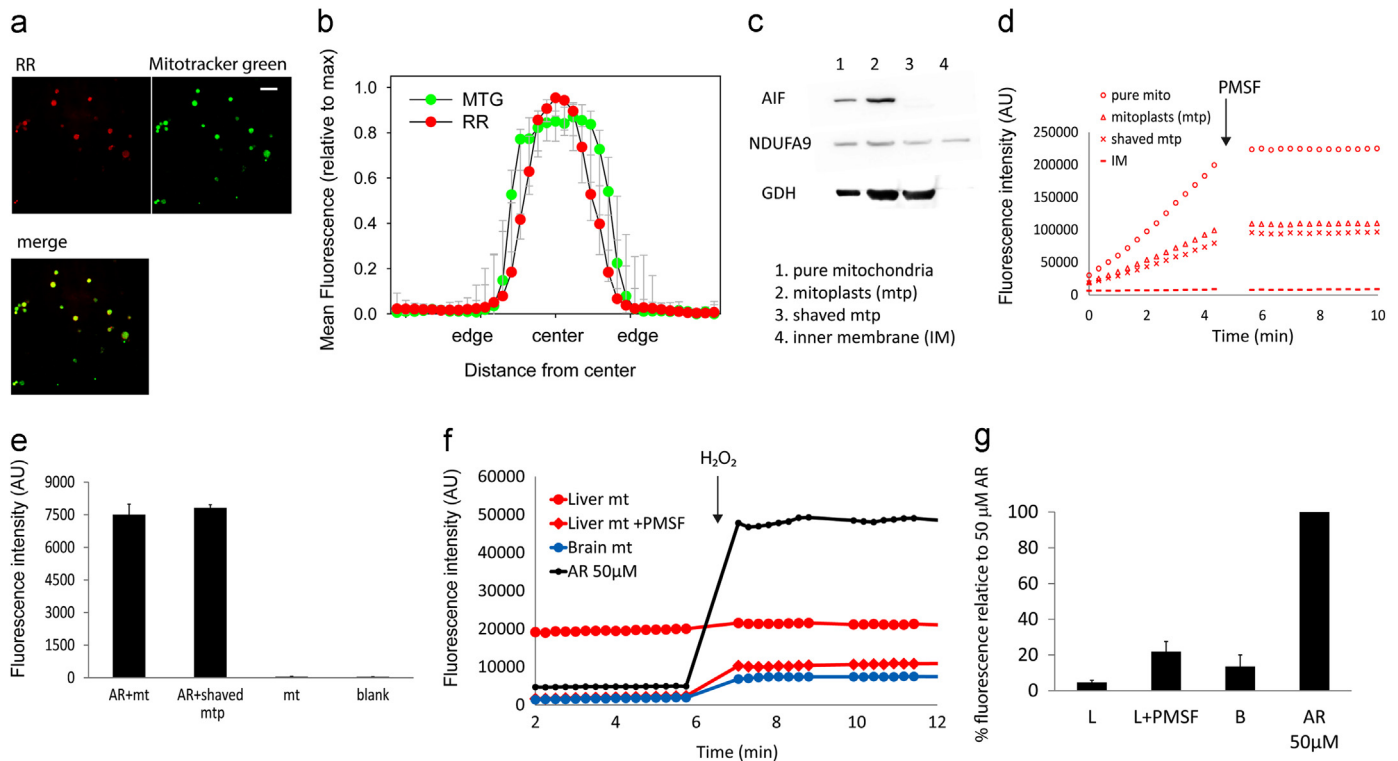 a
RR
Mitotracker green
merge
b
Mean Fluorescence (relative to max)
1.0
0.8
0.6
0.4
0.2
0.0
MTG
RR
edge
center
edge
Distance from center
c
1 2 3 4
AIF
NDUFA9
GDH
1. pure mitochondria
2. mitoplasts (mtp)
3. shaved mtp
4. inner membrane (IM)
d
Fluorescence intensity (AU)
pure mito
mitoplasts (mtp)
shaved mtp
IM
PMSF
250000
200000
150000
100000
50000
0
0 2 4 6 8 10
Time (min)
e
Fluorescence intensity (AU)
9000
7500
6000
4500
3000
1500
0
AR+mt
AR+shaved
mtp
mt
blank
f
Fluorescence intensity (AU)
H₂O₂
60000
50000
40000
30000
20000
10000
0
Liver mt
Liver mt +PMSF
Brain mt
AR 50µM
2 4 6 8 10 12
Time (min)
g
% fluorescence relatice to 50 µM AR
100
80
60
40
20
0
L
L+PMSF
B
AR
50µM